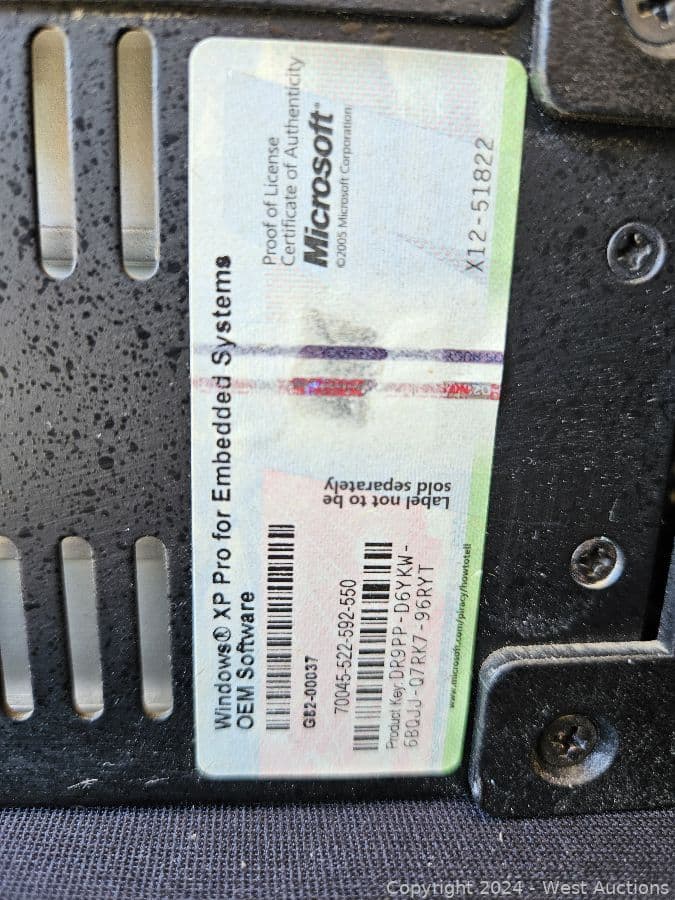 Windows® XP Pro for Embedded Systems
OEM Software
Proof of License
Certificate of Authenticity
Microsoft®
©2005 Microsoft Corporation
X12-51822
Label not to be
sold separately
G82-00037
70045-522-592-550
Product Key: DR9PP-D6YKW-
6BQJJ-Q7RK7-96RYT
www.microsoft.com/piracy/howtotell
Copyright 2024 - West Auctions